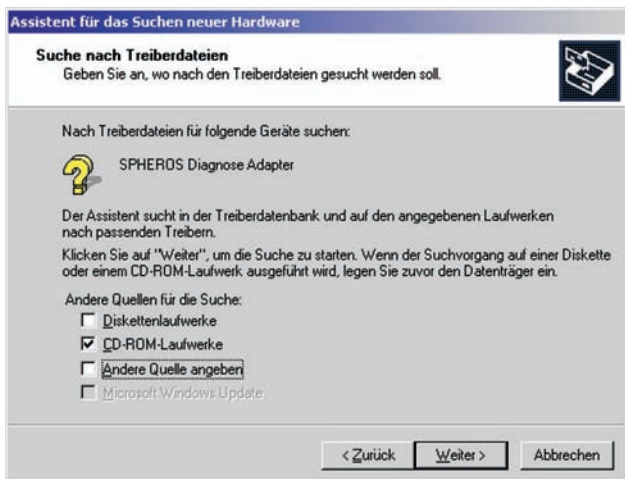 Assistent für das Suchen neuer Hardware
Suche nach Treiberdateien
Geben Sie an, wo nach den Treiberdateien gesucht werden soll.
Nach Treiberdateien für folgende Geräte suchen:
SPHEROS Diagnose Adapter
Der Assistent sucht in der Treiberdatenbank und auf den angegebenen Laufwerken
nach passenden Treibern.
Klicken Sie auf "Weiter", um die Suche zu starten. Wenn der Suchvorgang auf einer Diskette
oder einem CD-ROM-Laufwerk ausgeführt wird, legen Sie zuvor den Datenträger ein.
Andere Quellen für die Suche:
Diskettenlaufwerke
CD-ROM-Laufwerke
Andere Quelle angeben
Microsoft Windows Update
< Zurück Weiter > Abbrechen